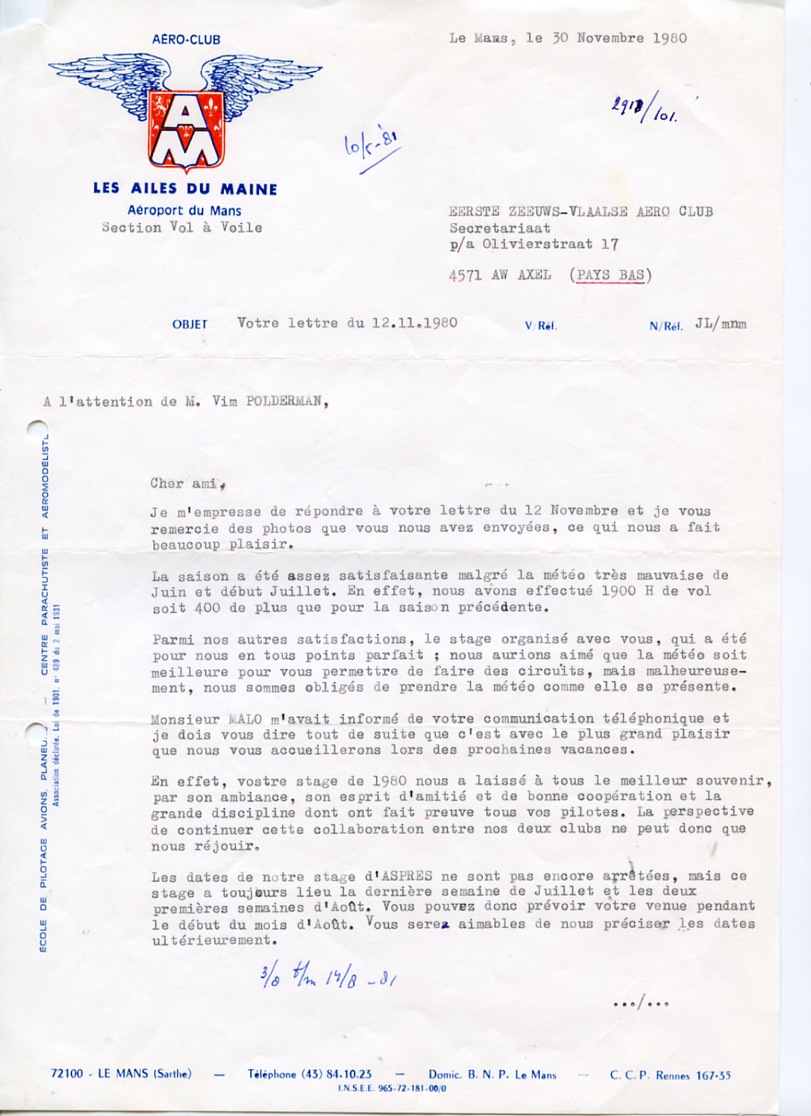 AÉRO-CLUB
AM
LES AILES DU MAINE
Aéroport du Mans
Section Vol à Voile
Le Mans, le 30 Novembre 1980
10/5-'81
EERSTE ZEEUWS-VLAALSE AERO CLUB
Secretariaat
p/a Olivierstraat 17
4571 AW AXEL (PAYS BAS)
OBJET Votre lettre du 12.11.1980 V/Réf. N/Réf. JL/mnm
A l'attention de M. Vim POLDERMAN,
Cher ami,
Je m'empresse de répondre à votre lettre du 12 Novembre et je vous
remercie des photos que vous nous avez envoyées, ce qui nous a fait
beaucoup plaisir.
La saison a été assez satisfaisante malgré la météo très mauvaise de
Juin et début Juillet. En effet, nous avons effectué 1900 H de vol
soit 400 de plus que pour la saison précédente.
Parmi nos autres satisfactions, le stage organisé avec vous, qui a été
pour nous en tous points parfait ; nous aurions aimé que la météo soit
meilleure pour vous permettre de faire des circuits, mais malheureuse-
ment, nous sommes obligés de prendre la météo comme elle se présente.
Monsieur MALO m'avait informé de votre communication téléphonique et
je dois vous dire tout de suite que c'est avec le plus grand plaisir
que nous vous accueillerons lors des prochaines vacances.
En effet, vostre stage de 1980 nous a laissé à tous le meilleur souvenir,
par son ambiance, son esprit d'amitié et de bonne coopération et la
grande discipline dont ont fait preuve tous vos pilotes. La perspective
de continuer cette collaboration entre nos deux clubs ne peut donc que
nous réjouir.
Les dates de notre stage d'ASPRES ne sont pas encore arrêtées, mais ce
stage a toujours lieu la dernière semaine de Juillet et les deux
premières semaines d'Août. Vous pouvez donc prévoir votre venue pendant
le début du mois d'Août. Vous serez aimables de nous préciser les dates
ultérieurement.
3/8 t/m 14/8 -81
.../...
ÉCOLE DE PILOTAGE AVIONS, PLANEU — CENTRE PARACHUTISTE ET AÉROMODÉLISTE
Association déclarée. Loi de 1901, n° 489 du 2 mai 1931
72100 - LE MANS (Sarthe) — Téléphone (43) 84.10.23 — Domic. B. N. P. Le Mans — C. C. P. Rennes 167-35
I.N.S.E.E. 965-72-181-00/0